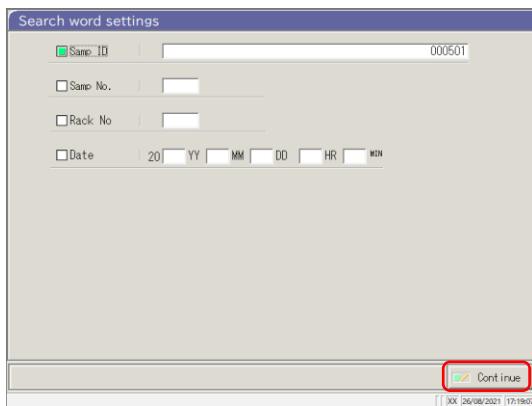 Search word settings
Samp ID 000501
Samp No.
Rack No
Date 20 YY MM DD HR MIN
Continue
XX 26/08/2021 17:19:0